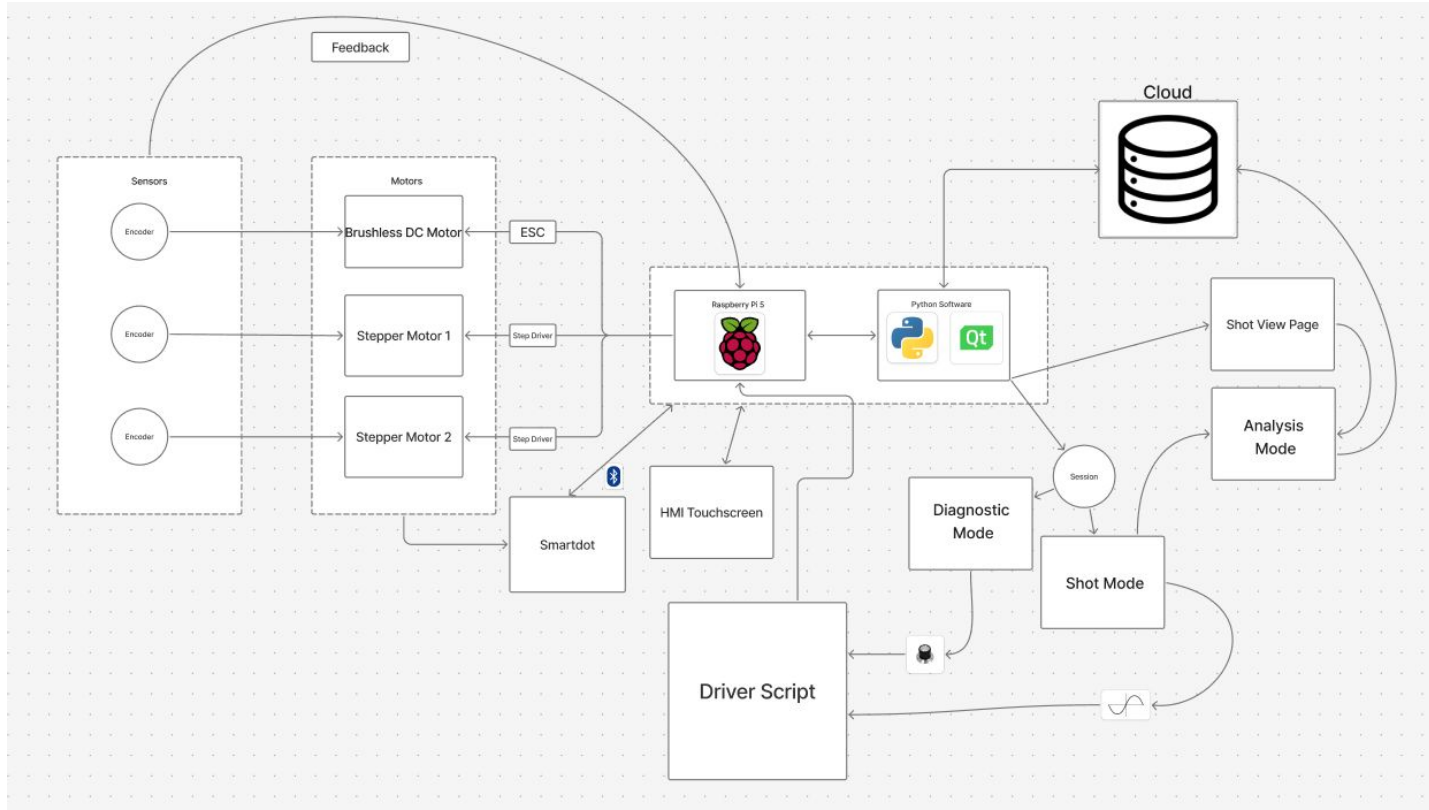 Feedback
Cloud
Sensors
Motors
Encoder
Brushless DC Motor
ESC
Raspberry Pi 5
Python Software
Qt
Shot View Page
Encoder
Stepper Motor 1
Step Driver
Encoder
Stepper Motor 2
Step Driver
Analysis
Mode
Session
HMI Touchscreen
Diagnostic
Mode
Smartdot
Shot Mode
Driver Script